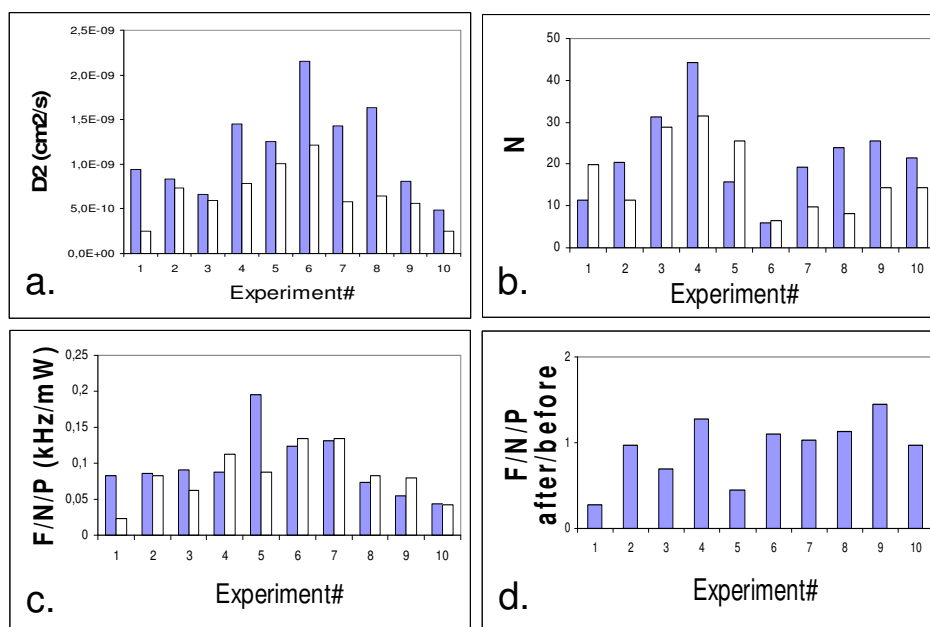 2,5E-09
2,0E-09
1,5E-09
1,0E-09
5,0E-10
0,0E+00
D2 (cm2/s)
1 2 3 4 5 6 7 8 9 10
Experiment#
a.
50
40
30
20
10
0
N
1 2 3 4 5 6 7 8 9 10
Experiment#
b.
0,25
0,2
0,15
0,1
0,05
0
F/N/P (kHz/mW)
1 2 3 4 5 6 7 8 9 10
Experiment#
c.
2
1
0
F/N/P
after/before
1 2 3 4 5 6 7 8 9 10
Experiment#
d.